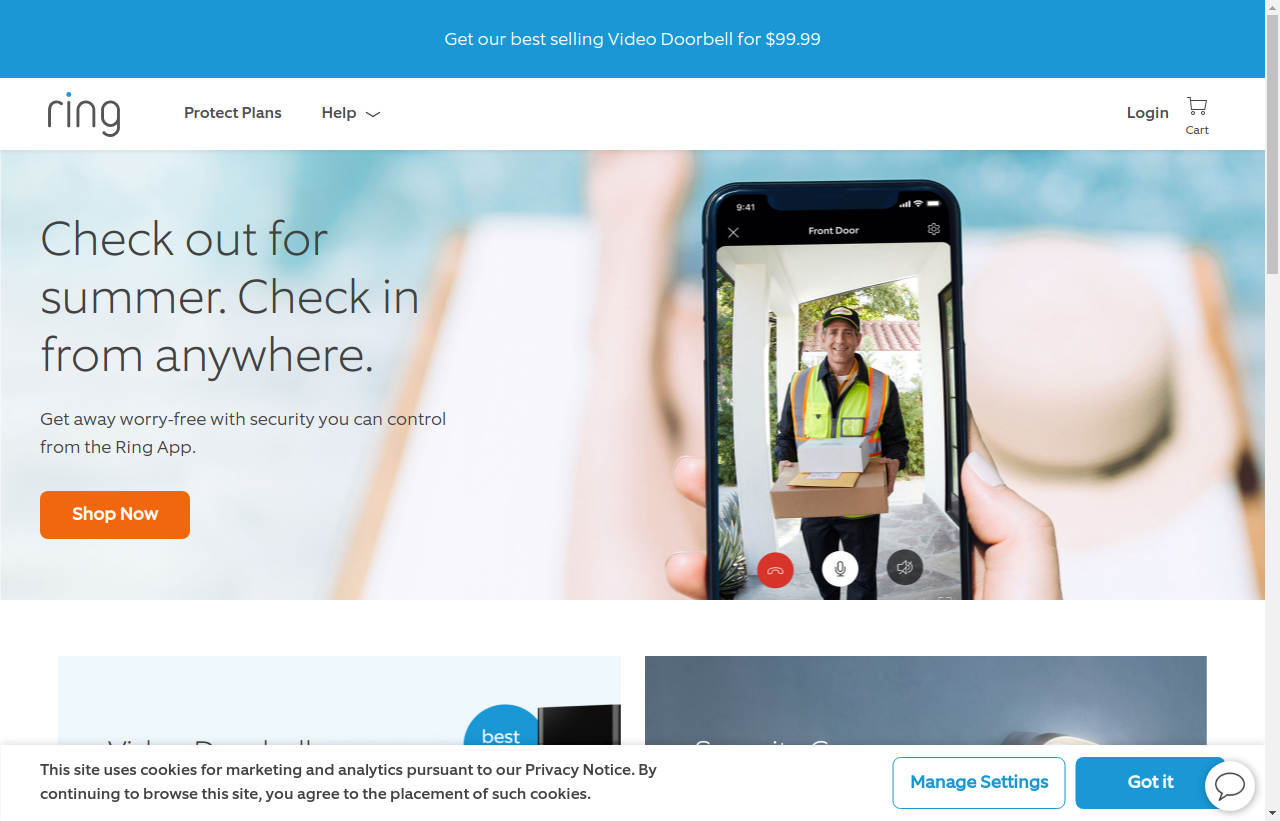 Get our best selling Video Doorbell for $99.99
ring
Protect Plans
Help
Login
Cart
Check out for
summer. Check in
from anywhere.
Get away worry-free with security you can control
from the Ring App.
Shop Now
9:41
Front Door
best
This site uses cookies for marketing and analytics pursuant to our Privacy Notice. By
continuing to browse this site, you agree to the placement of such cookies.
Manage Settings
Got it